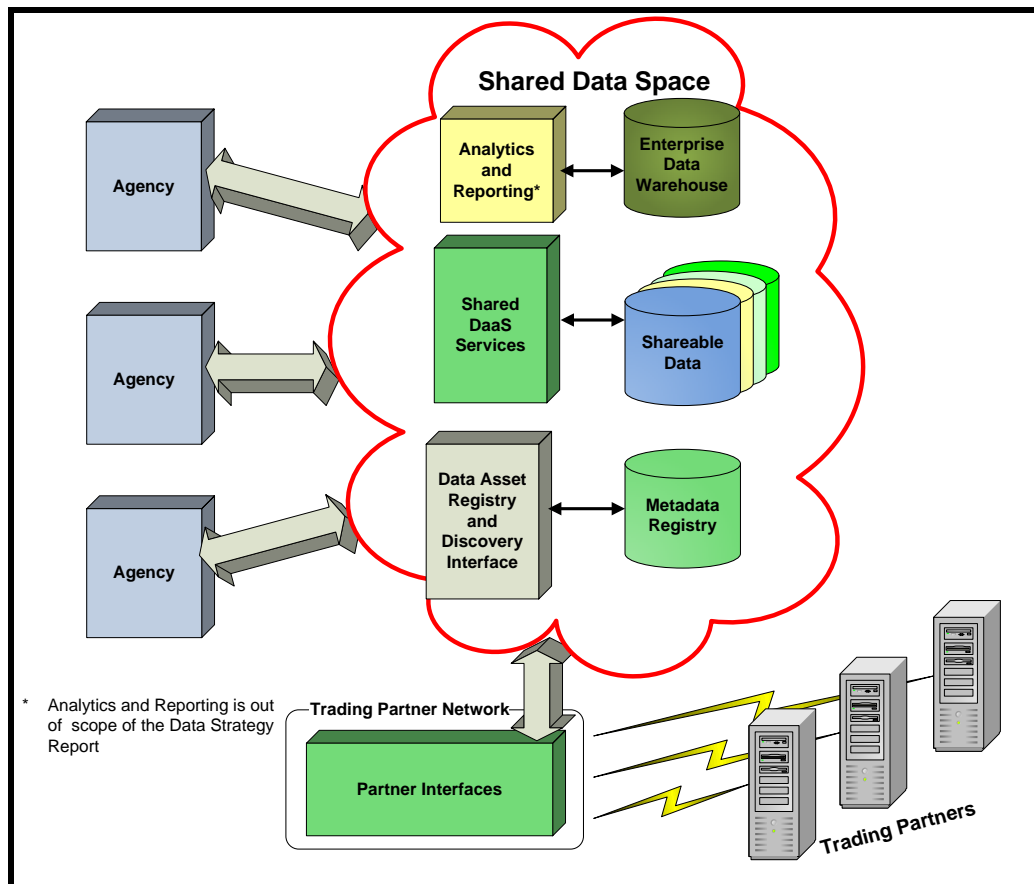 Shared Data Space
Agency
Analytics
and
Reporting*
Enterprise
Data
Warehouse
Agency
Shared
DaaS
Services
Shareable
Data
Agency
Data Asset
Registry
and
Discovery
Interface
Metadata
Registry
* Analytics and Reporting is out
of scope of the Data Strategy
Report
Trading Partner Network
Partner Interfaces
Trading Partners